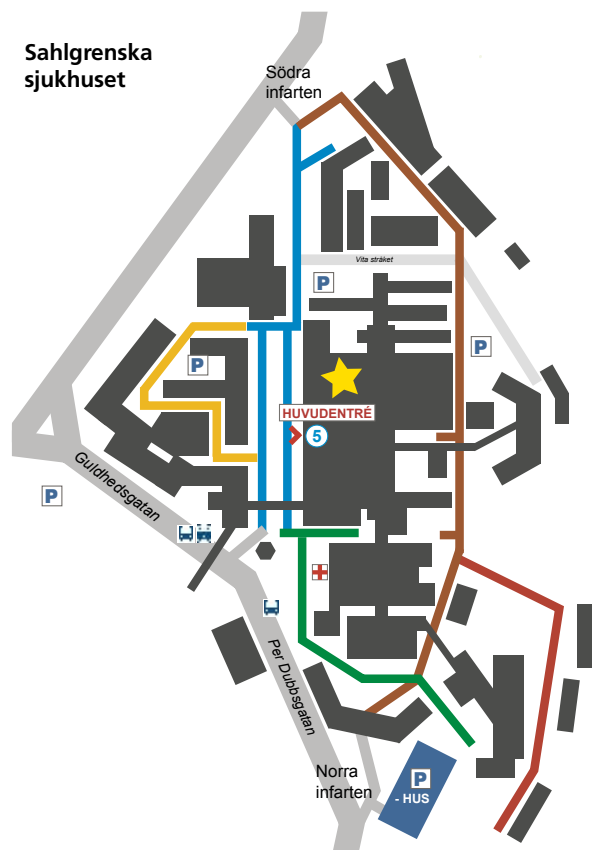 Sahlgrenska
sjukhuset
Södra
infarten
Vita stråket
P
P
P
HUVUDENTRÉ
5
P
Guldhedsgatan
Per Dubbsgatan
Norra
infarten
P
- HUS